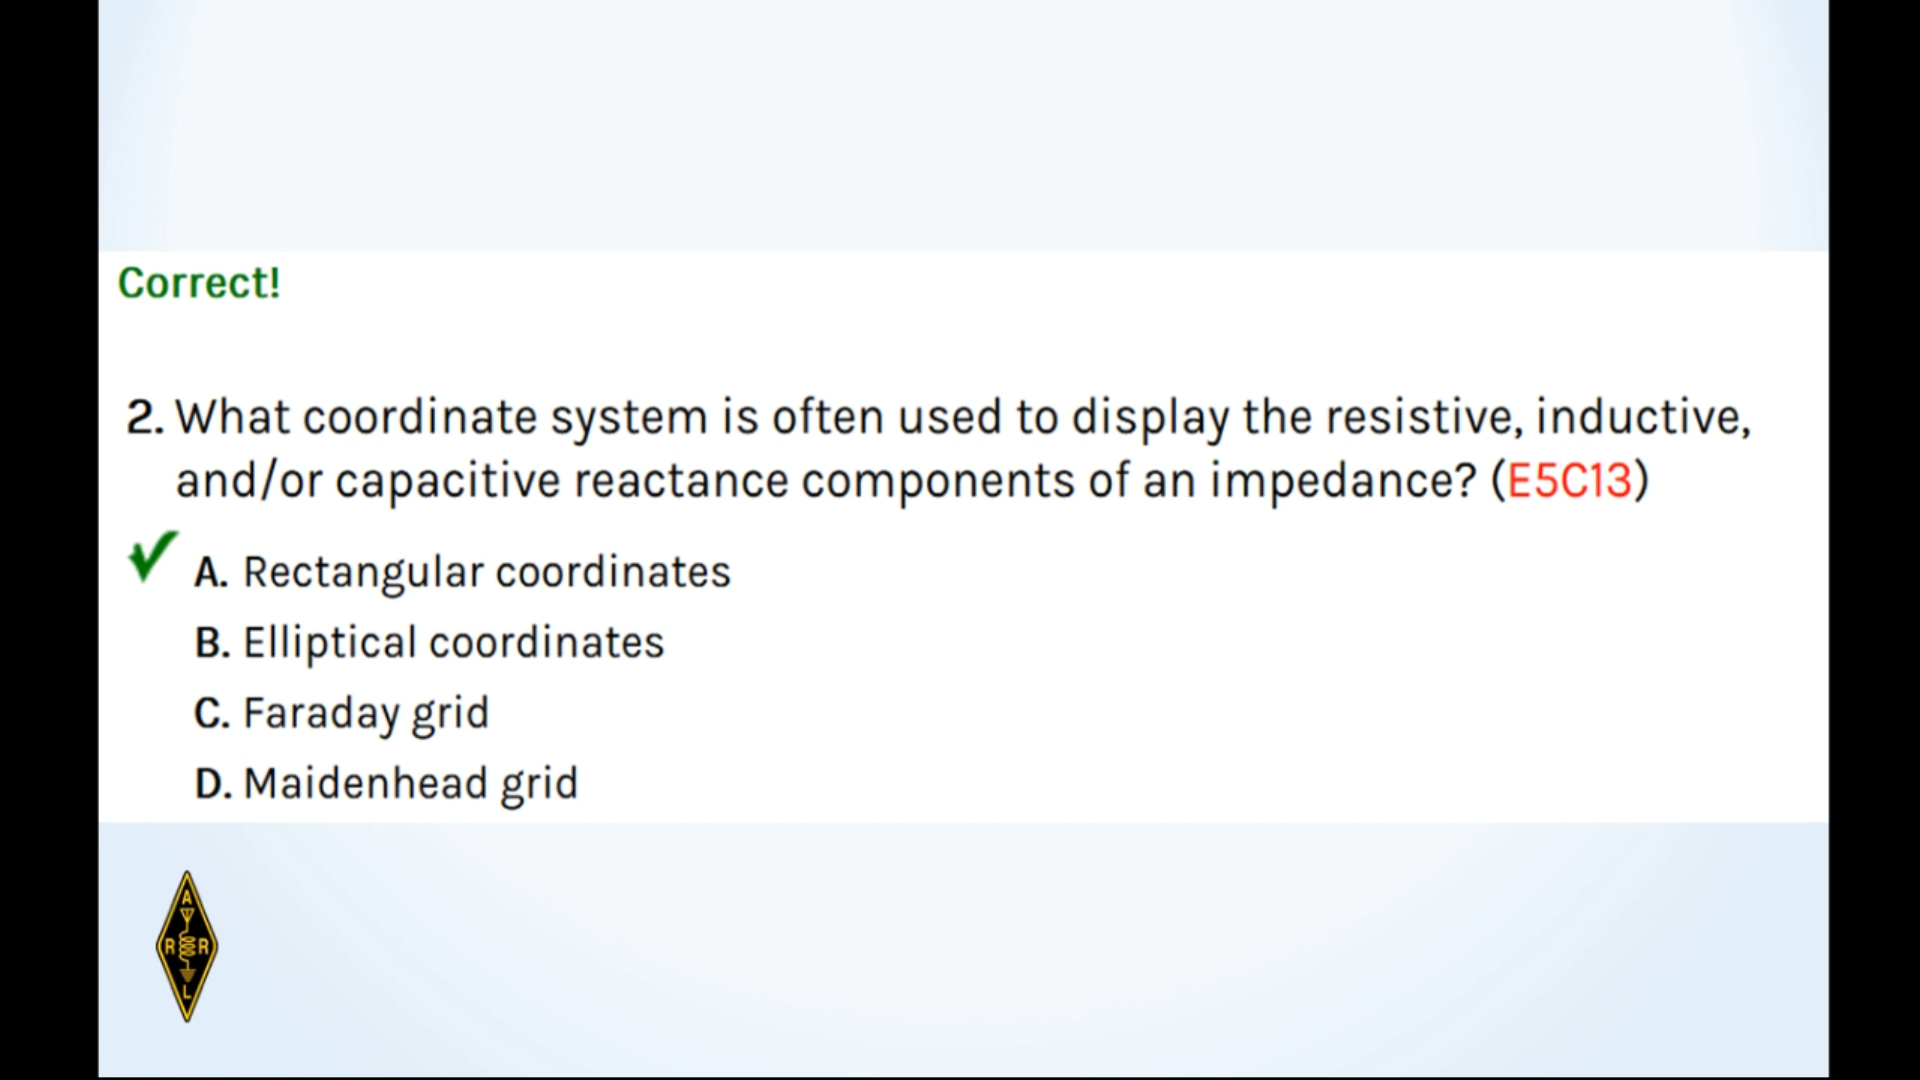 Correct!
2. What coordinate system is often used to display the resistive, inductive,
and/or capacitive reactance components of an impedance? (E5C13)
A. Rectangular coordinates
B. Elliptical coordinates
C. Faraday grid
D. Maidenhead grid
A
R R
L